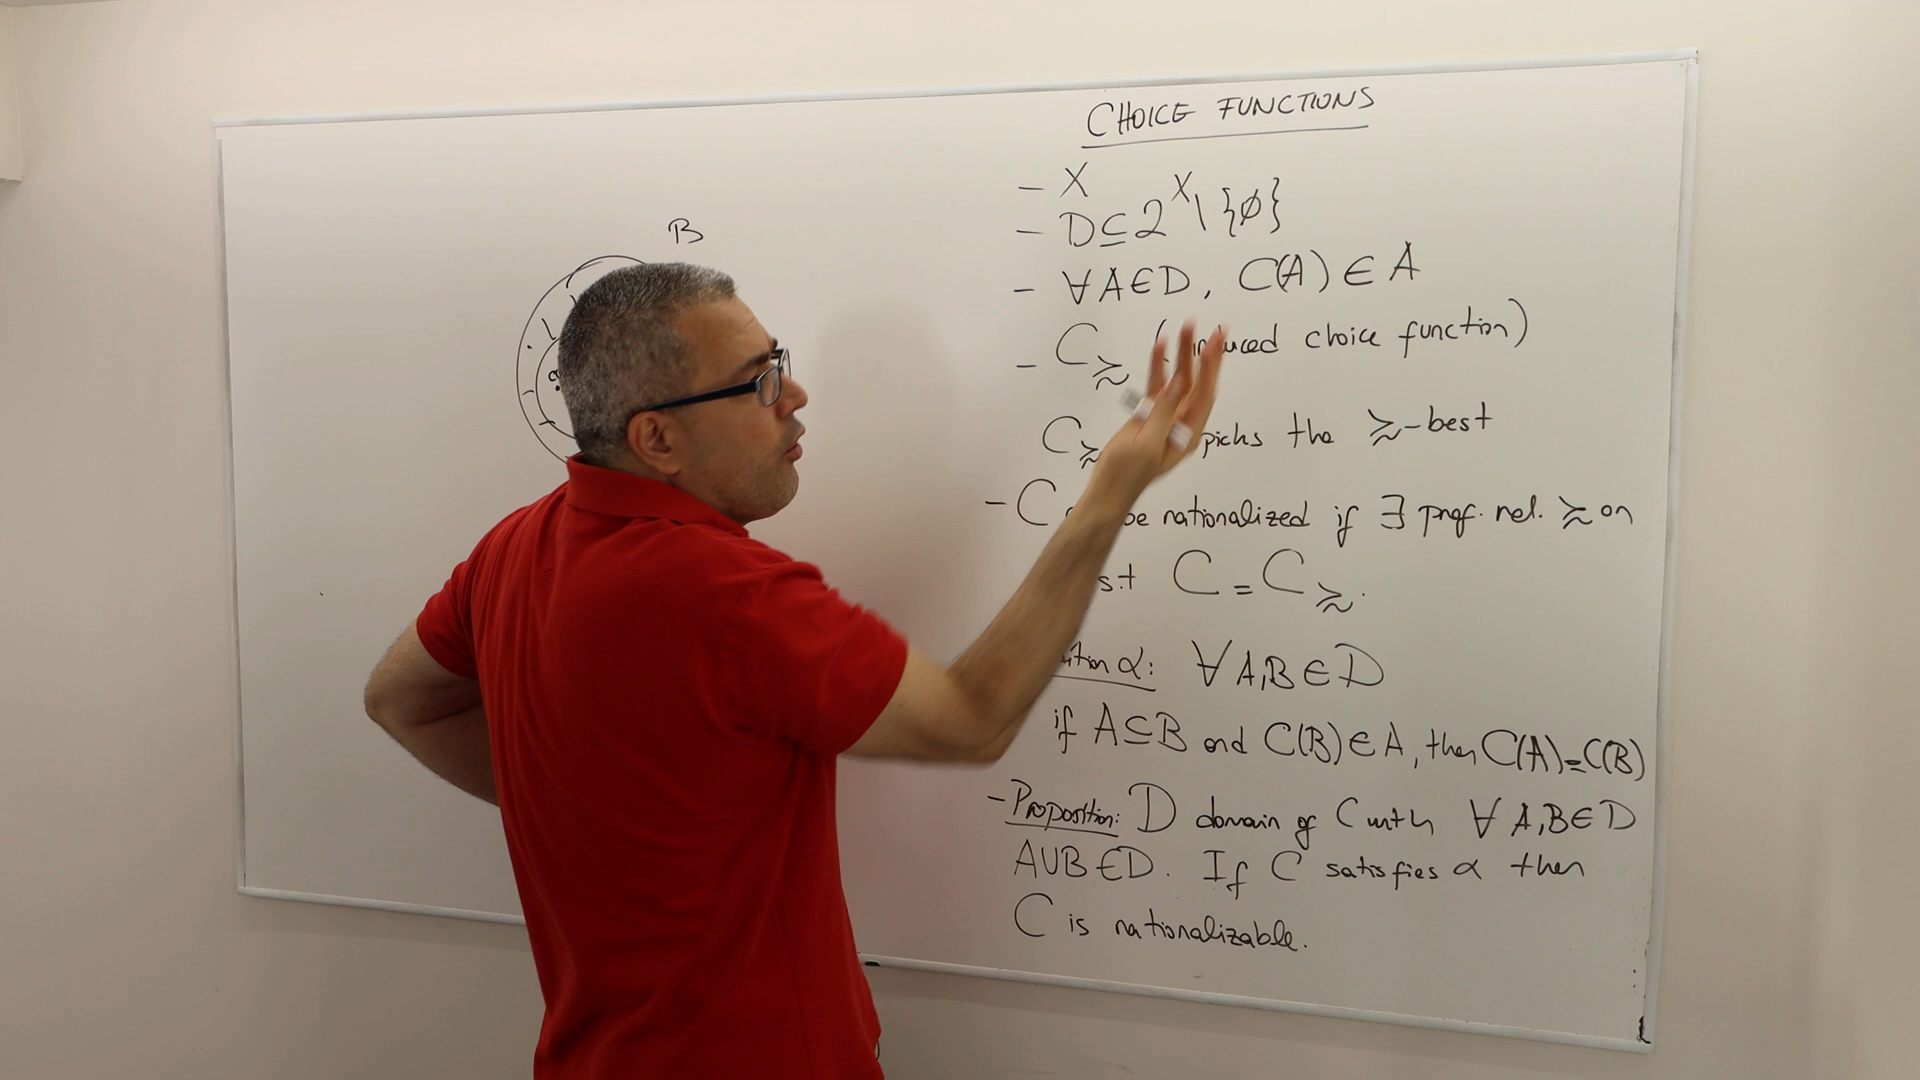 B
CHOICE FUNCTIONS
- X
- D ⊆ 2^X \ {∅}
- ∀ A ∈ D, C(A) ∈ A
- C≿ (induced choice function)
C≿ picks the ≿-best
- C be rationalized if ∃ pref. rel. ≿ on
s.t C = C≿.
α: ∀ A,B ∈ D
if A ⊆ B and C(B) ∈ A, then C(A) = C(B)
- Proposition: D domain of C with ∀ A,B ∈ D
A∪B ∈ D. If C satisfies α then
C is rationalizable.